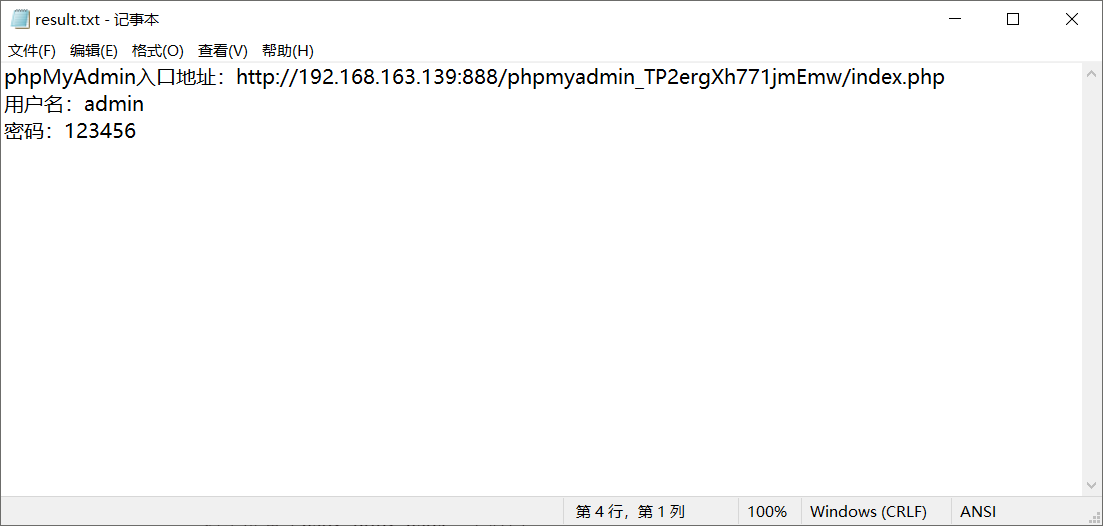 result.txt - 记事本
文件(F) 编辑(E) 格式(O) 查看(V) 帮助(H)
phpMyAdmin入口地址：http://192.168.163.139:888/phpmyadmin_TP2ergXh771jmEmw/index.php
用户名：admin
密码：123456
第 4 行，第 1 列 100% Windows (CRLF) ANSI